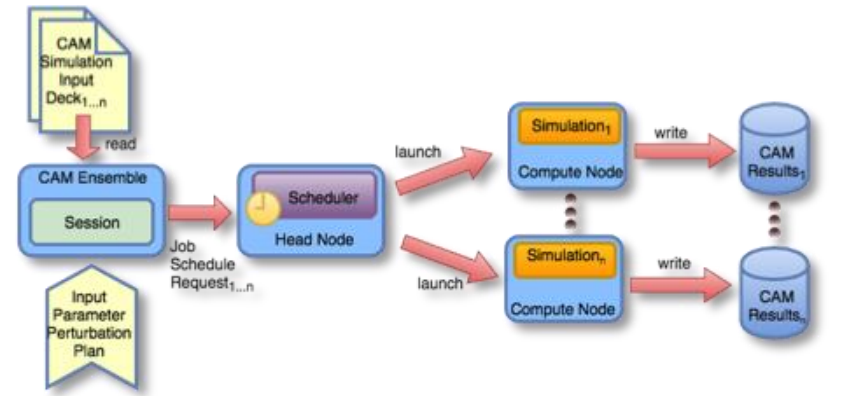 CAM
Simulation
Input
Deck1...n
read
CAM Ensemble
Session
Input
Parameter
Perturbation
Plan
Job
Schedule
Request1...n
Scheduler
Head Node
launch
launch
Simulation1
Compute Node
Simulationn
Compute Node
write
write
CAM
Results1
CAM
Resultsn